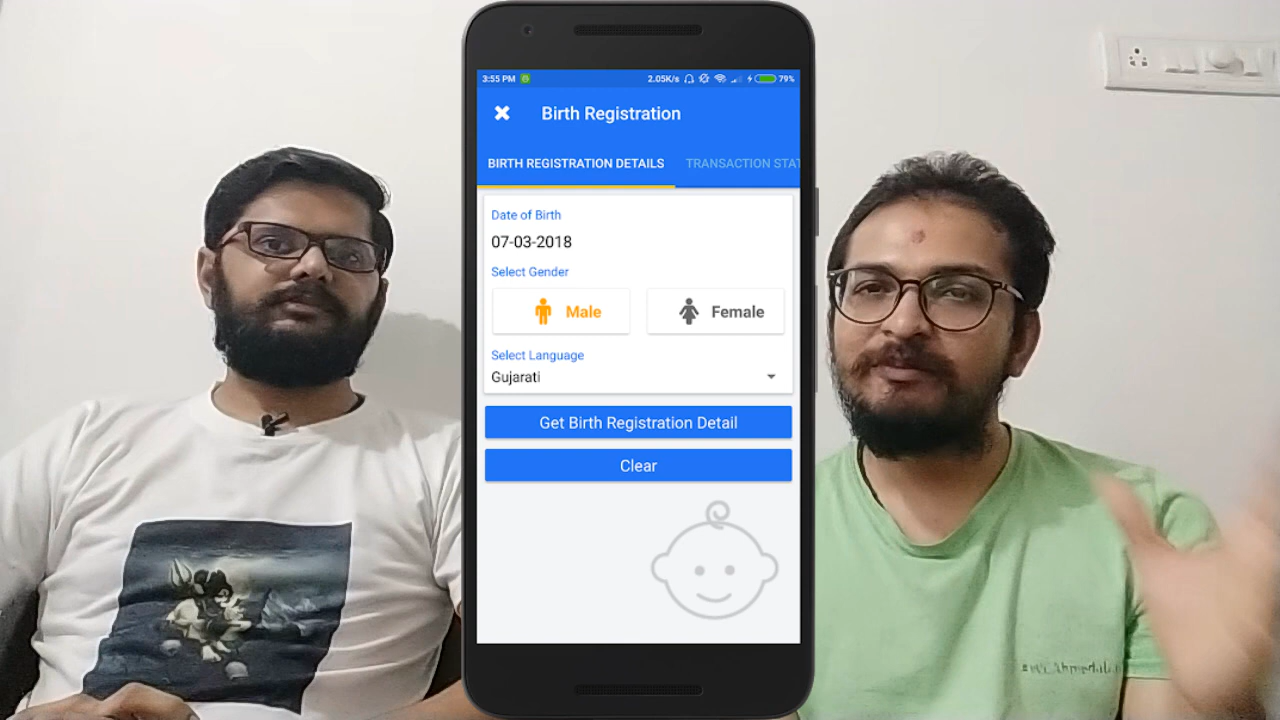 3:55 PM 2.05K/s 79%
Birth Registration
BIRTH REGISTRATION DETAILS TRANSACTION STAT
Date of Birth
07-03-2018
Select Gender
Male Female
Select Language
Gujarati
Get Birth Registration Detail
Clear